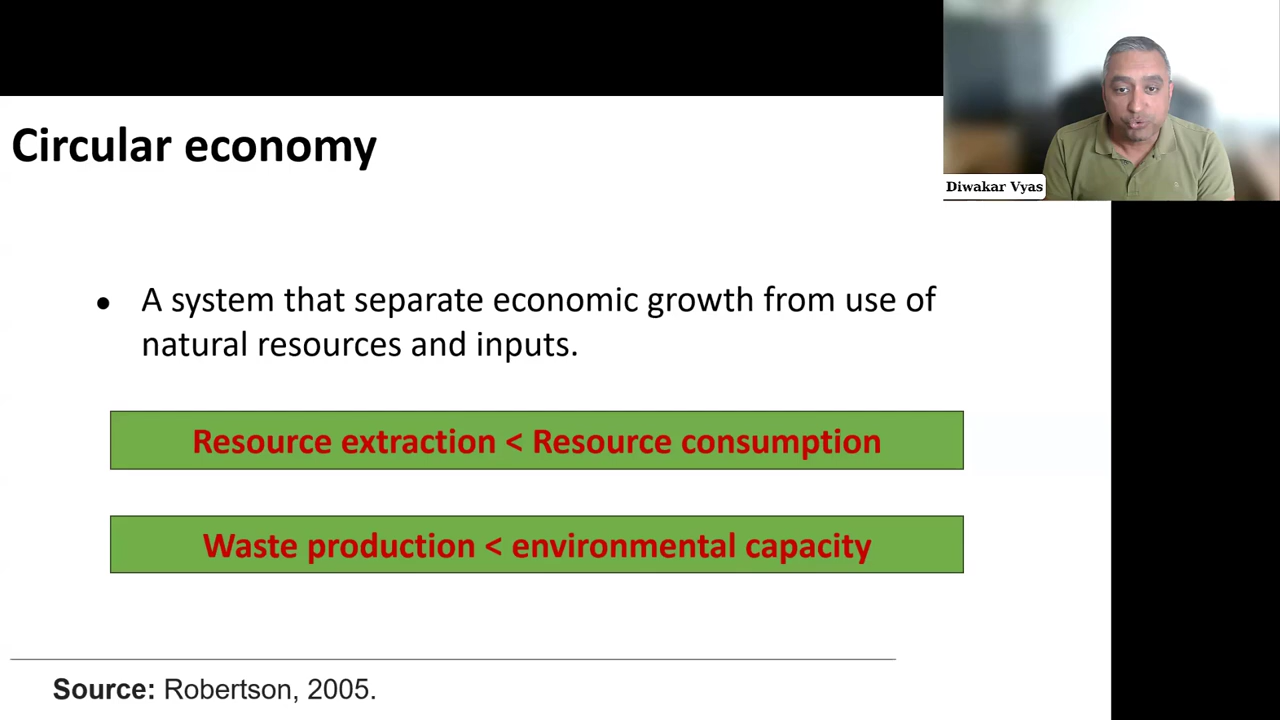 Circular economy
Diwakar Vyas
• A system that separate economic growth from use of
natural resources and inputs.
Resource extraction < Resource consumption
Waste production < environmental capacity
Source: Robertson, 2005.